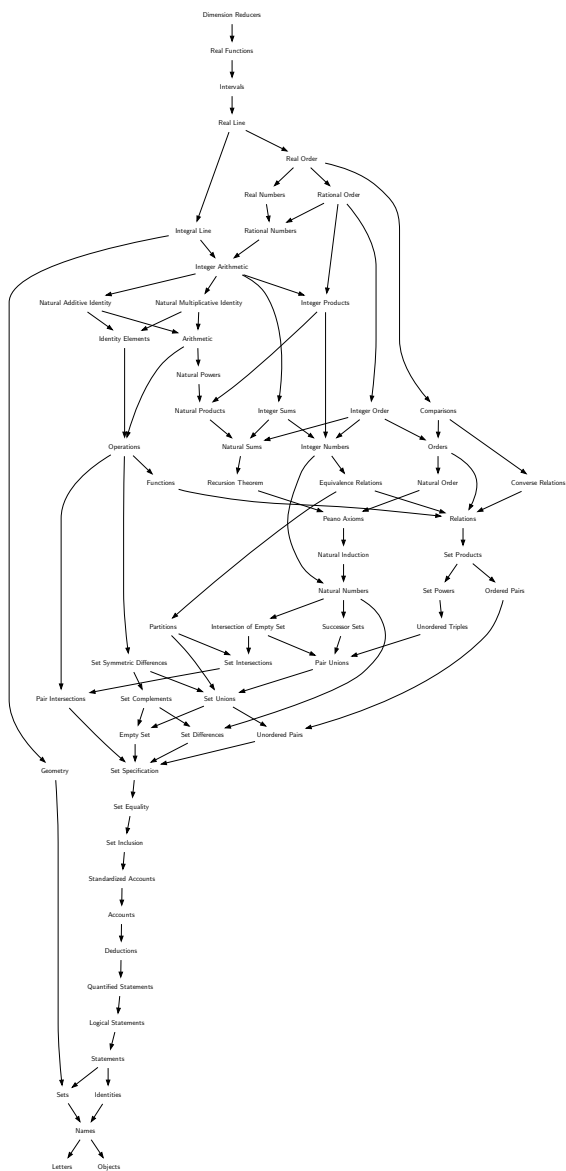 Dimension Reducers
Real Functions
Intervals
Real Line
Real Order
Real Numbers
Rational Order
Integral Line
Rational Numbers
Integer Arithmetic
Natural Additive Identity
Natural Multiplicative Identity
Integer Products
Identity Elements
Arithmetic
Natural Powers
Natural Products
Integer Sums
Integer Order
Comparisons
Operations
Natural Sums
Integer Numbers
Orders
Functions
Recursion Theorem
Equivalence Relations
Natural Order
Converse Relations
Peano Axioms
Relations
Natural Induction
Set Products
Natural Numbers
Set Powers
Ordered Pairs
Partitions
Intersection of Empty Set
Successor Sets
Unordered Triples
Set Symmetric Differences
Set Intersections
Pair Unions
Pair Intersections
Set Complements
Set Unions
Empty Set
Set Differences
Unordered Pairs
Geometry
Set Specification
Set Equality
Set Inclusion
Standardized Accounts
Accounts
Deductions
Quantified Statements
Logical Statements
Statements
Sets
Identities
Names
Letters
Objects